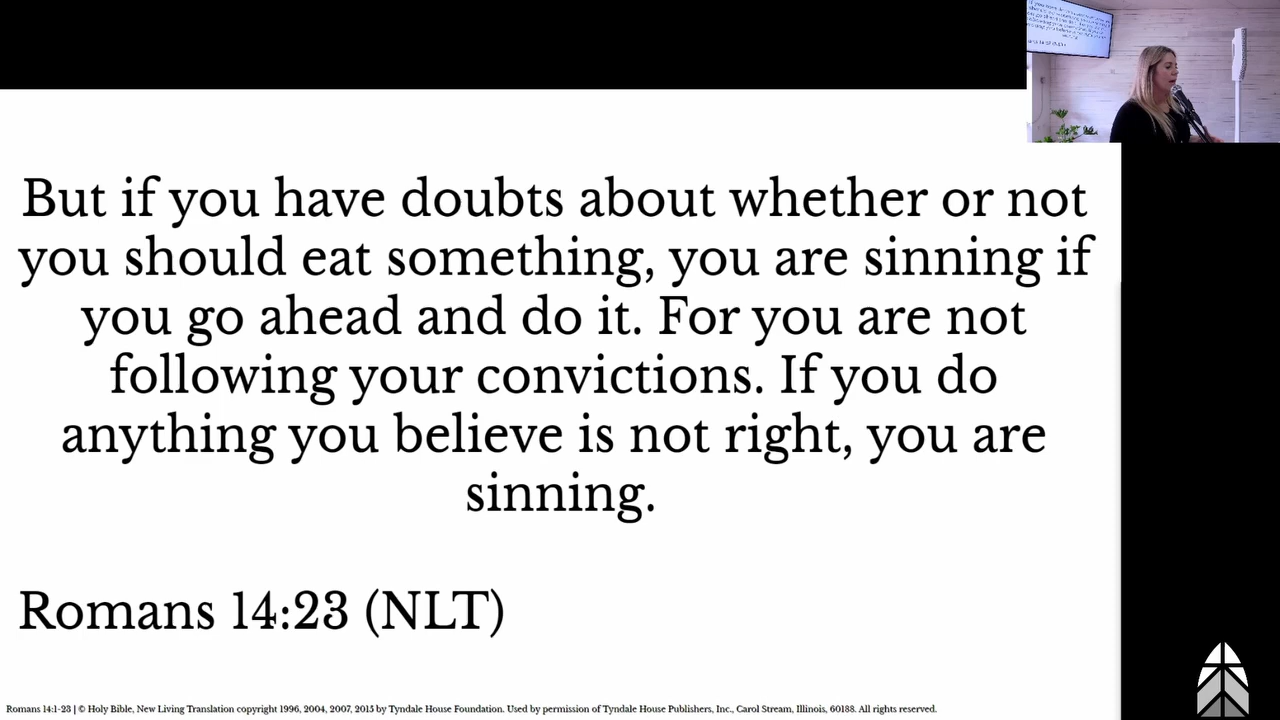 But if you have doubts about whether or not
you should eat something, you are sinning if
you go ahead and do it. For you are not
following your convictions. If you do
anything you believe is not right, you are
sinning.
Romans 14:23 (NLT)
Romans 14:1-23 | © Holy Bible, New Living Translation copyright 1996, 2004, 2007, 2015 by Tyndale House Foundation. Used by permission of Tyndale House Publishers, Inc., Carol Stream, Illinois, 60188. All rights reserved.